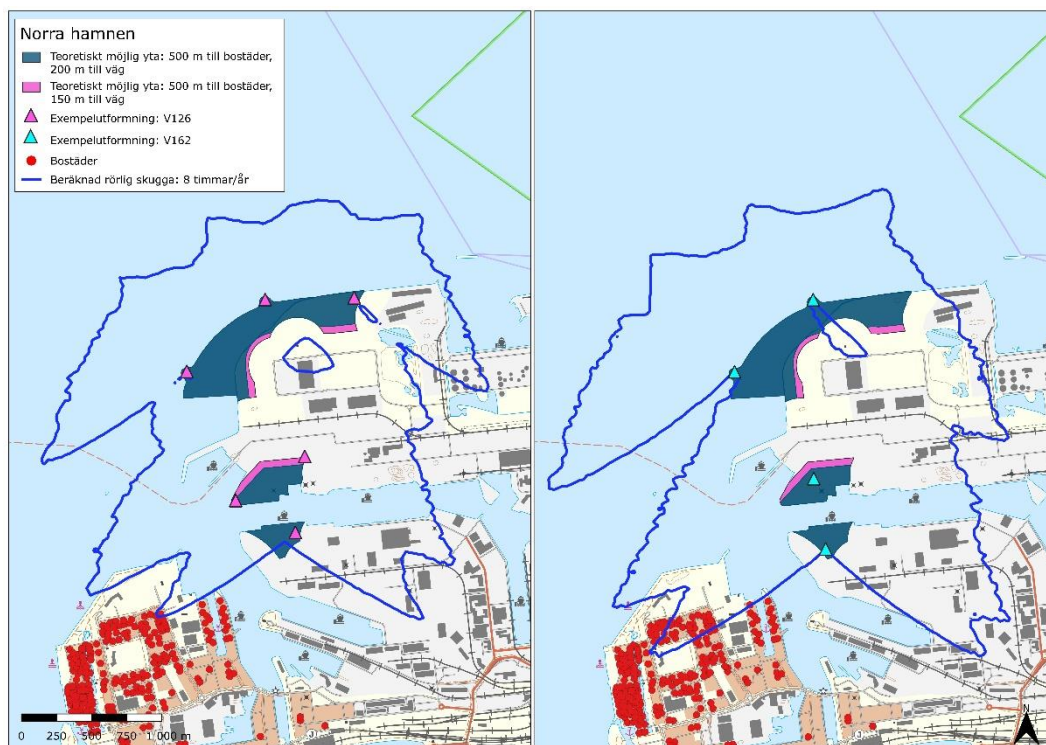 Norra hamnen
Teoretiskt möjlig yta: 500 m till bostäder,
200 m till väg
Teoretiskt möjlig yta: 500 m till bostäder,
150 m till väg
Exempelutformning: V126
Exempelutformning: V162
Bostäder
Beräknad rörlig skugga: 8 timmar/år
0 250 500 750 1 000 m
N